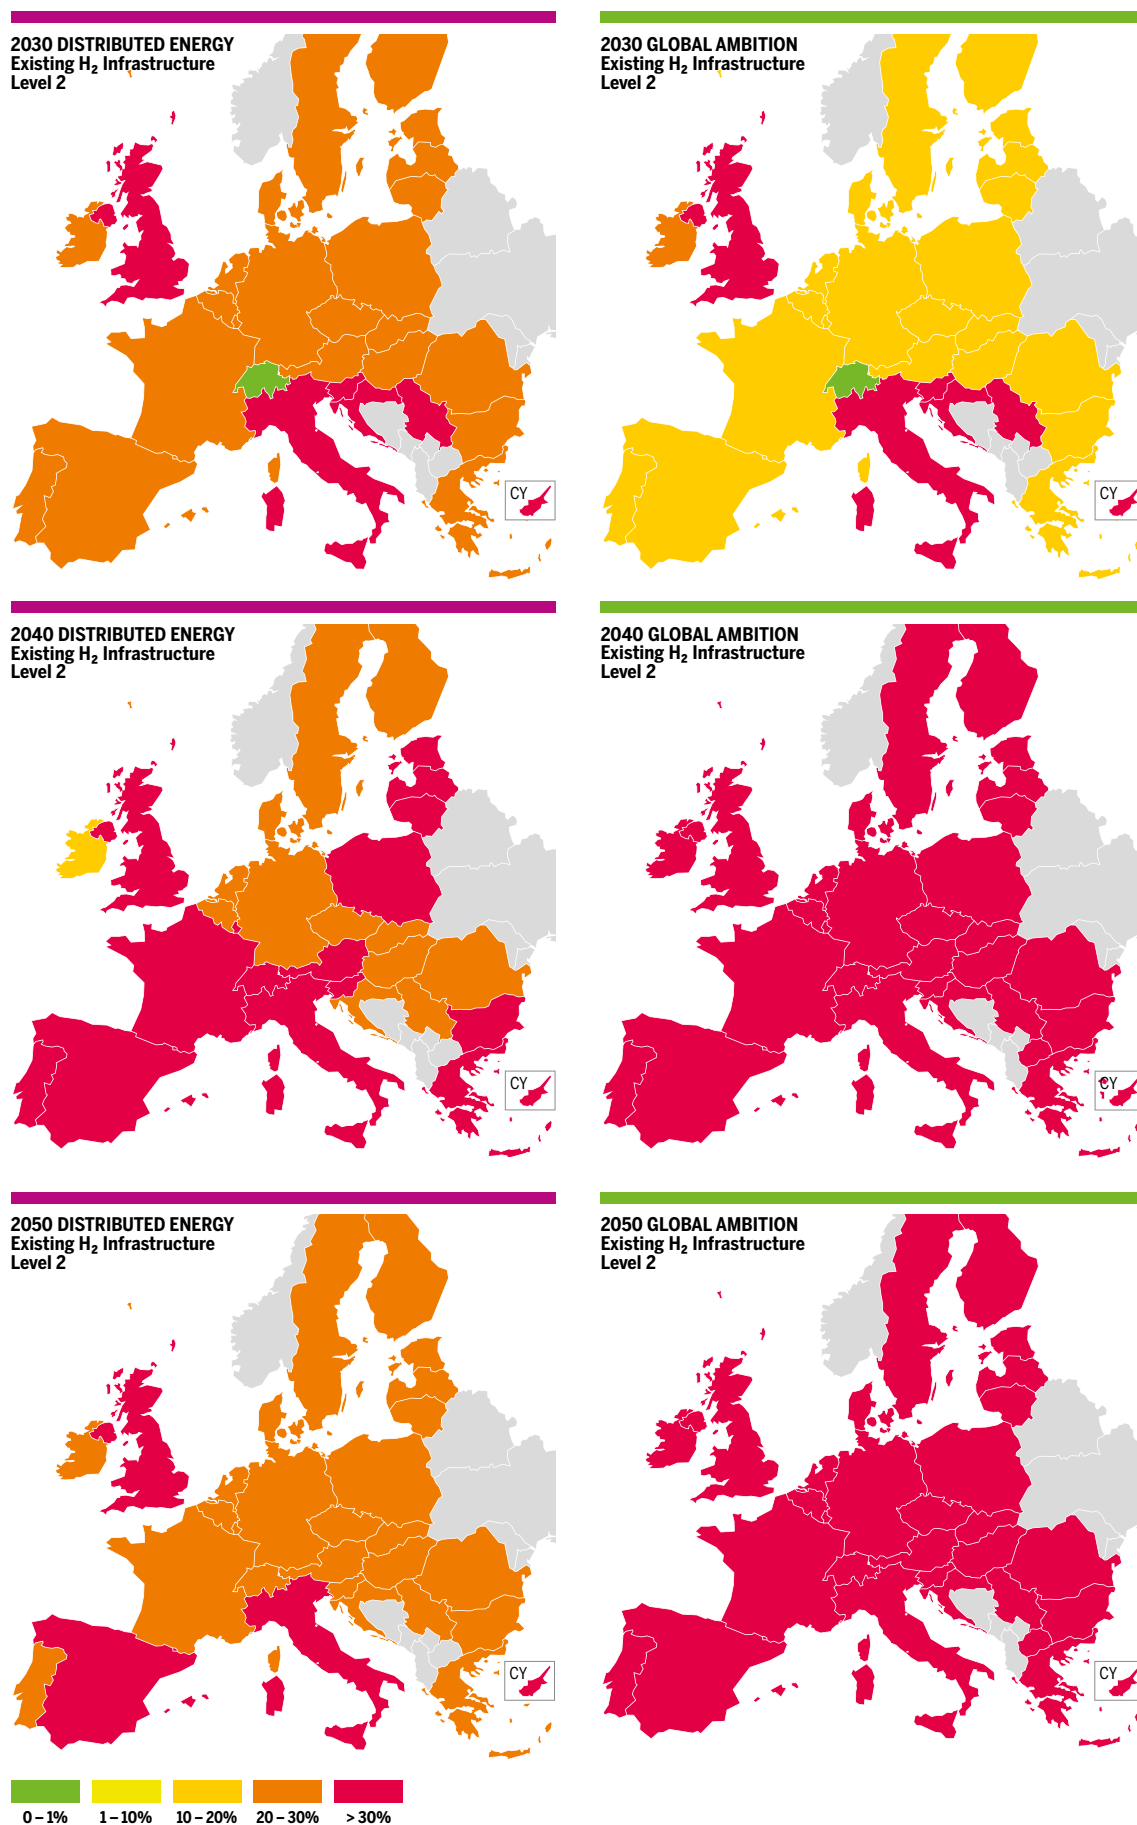 2030 DISTRIBUTED ENERGY
Existing H₂ Infrastructure
Level 2
CY
2030 GLOBAL AMBITION
Existing H₂ Infrastructure
Level 2
CY
2040 DISTRIBUTED ENERGY
Existing H₂ Infrastructure
Level 2
CY
2040 GLOBAL AMBITION
Existing H₂ Infrastructure
Level 2
CY
2050 DISTRIBUTED ENERGY
Existing H₂ Infrastructure
Level 2
CY
2050 GLOBAL AMBITION
Existing H₂ Infrastructure
Level 2
CY
0 – 1% 1 – 10% 10 – 20% 20 – 30% > 30%